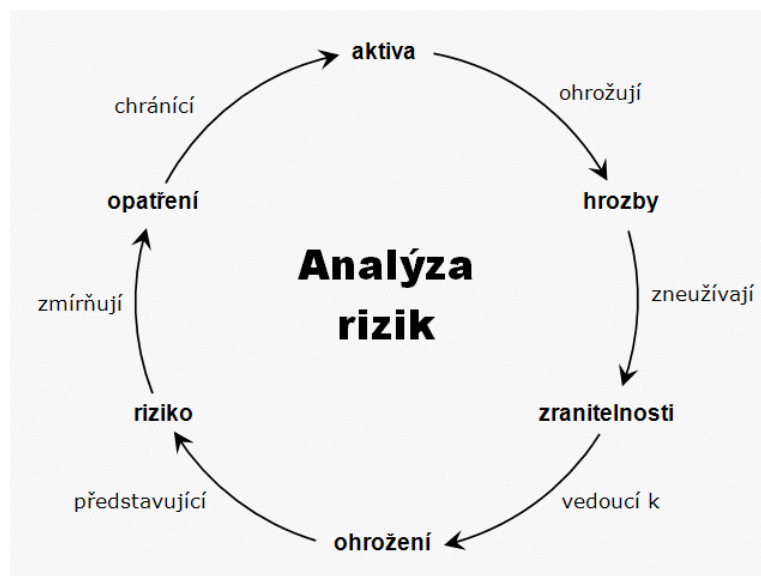 aktiva
ohrožují
hrozby
zneužívají
zranitelnosti
vedoucí k
ohrožení
představující
riziko
zmírňují
opatření
chránící
Analýza
rizik